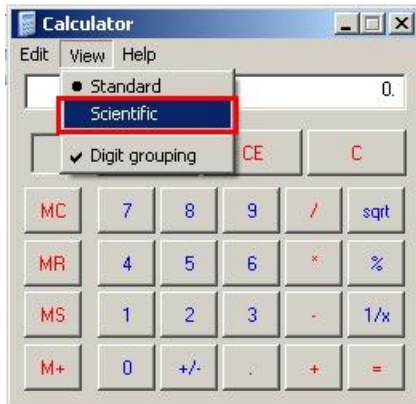 Calculator
Edit View Help
Standard
0.
Scientific
Digit grouping
CE C
MC 7 8 9 / sqrt
MR 4 5 6 * %
MS 1 2 3 - 1/x
M+ 0 +/- . + =